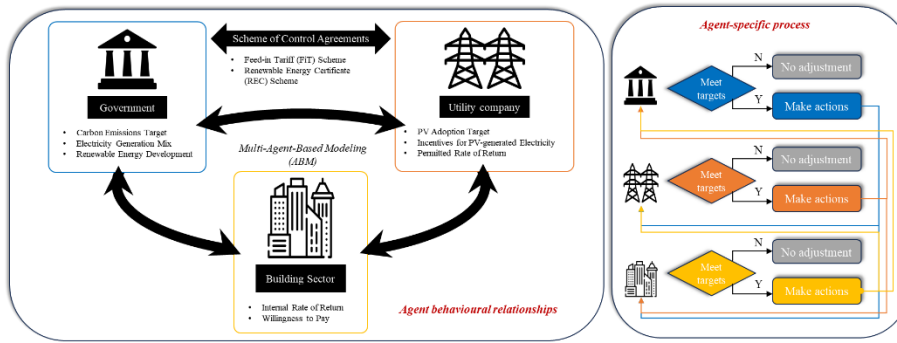 Scheme of Control Agreements
• Feed-in Tariff (FiT) Scheme
• Renewable Energy Certificate
(REC) Scheme
Government
• Carbon Emissions Target
• Electricity Generation Mix
• Renewable Energy Development
Utility company
• PV Adoption Target
• Incentives for PV-generated Electricity
• Permitted Rate of Return
Multi-Agent-Based Modeling
(ABM)
Building Sector
• Internal Rate of Return
• Willingness to Pay
Agent behavioural relationships
Agent-specific process
Meet
targets
N
No adjustment
Y
Make actions
Meet
targets
N
No adjustment
Y
Make actions
Meet
targets
N
No adjustment
Y
Make actions